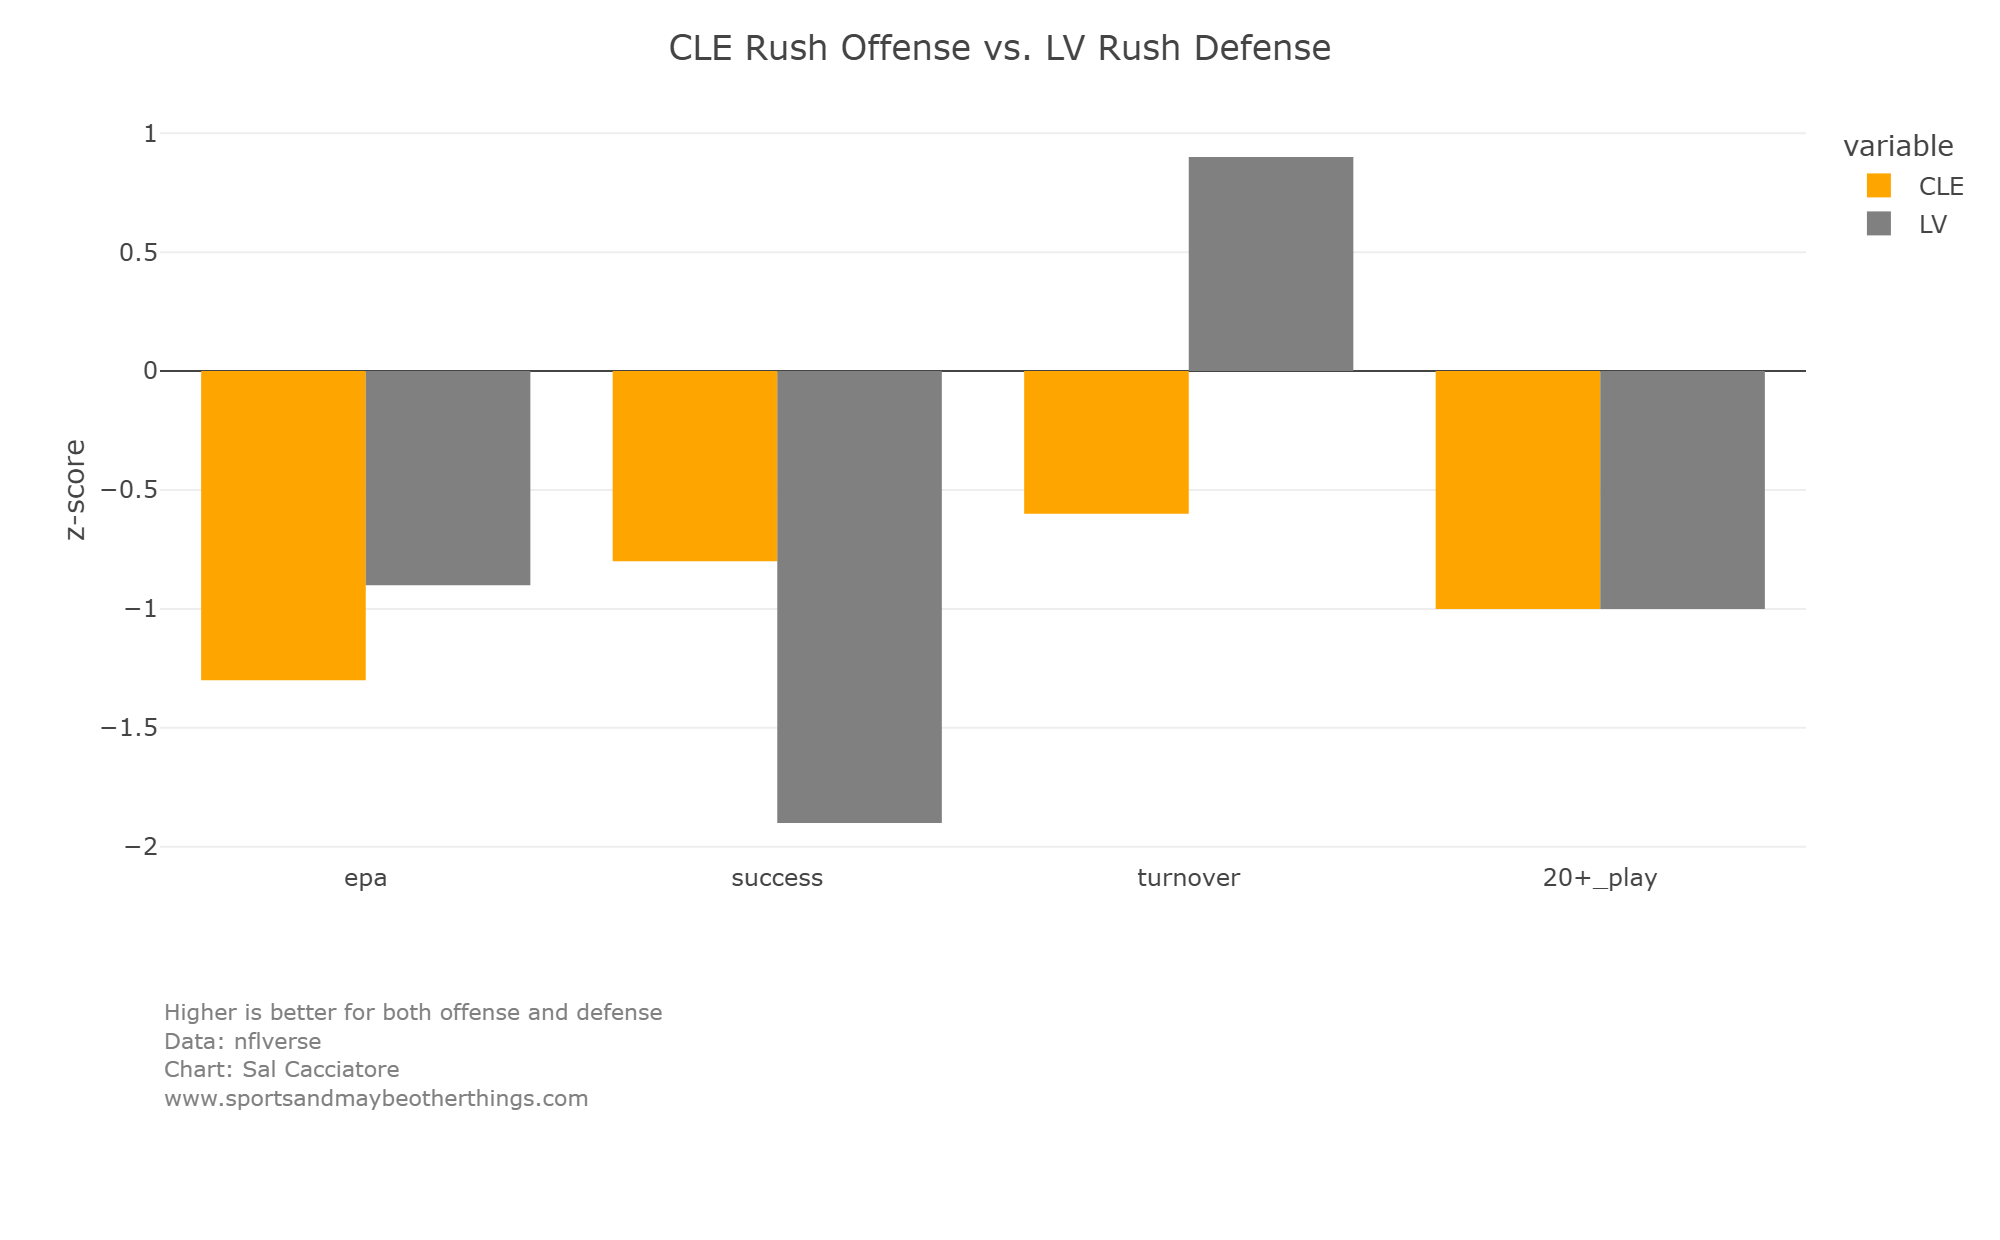 CLE Rush Offense vs. LV Rush Defense
1
0.5
0
−0.5
−1
−1.5
−2
z-score
epa
success
turnover
20+_play
variable
CLE
LV
Higher is better for both offense and defense
Data: nflverse
Chart: Sal Cacciatore
www.sportsandmaybeotherthings.com